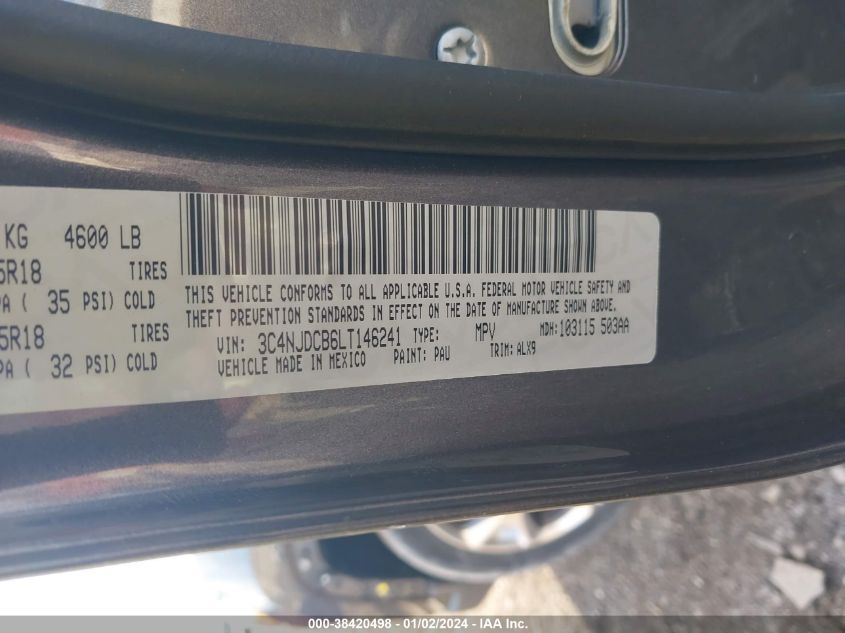 KG 4600 LB
5R18 TIRES
PA ( 35 PSI) COLD
5R18 TIRES
PA ( 32 PSI) COLD
THIS VEHICLE CONFORMS TO ALL APPLICABLE U.S.A. FEDERAL MOTOR VEHICLE SAFETY AND
THEFT PREVENTION STANDARDS IN EFFECT ON THE DATE OF MANUFACTURE SHOWN ABOVE.
VIN: 3C4NJDCB6LT146241 TYPE: MPV MDH: 103115 503AA
VEHICLE MADE IN MEXICO PAINT: PAU TRIM: ALX9
000-38420498 - 01/02/2024 - IAA Inc.